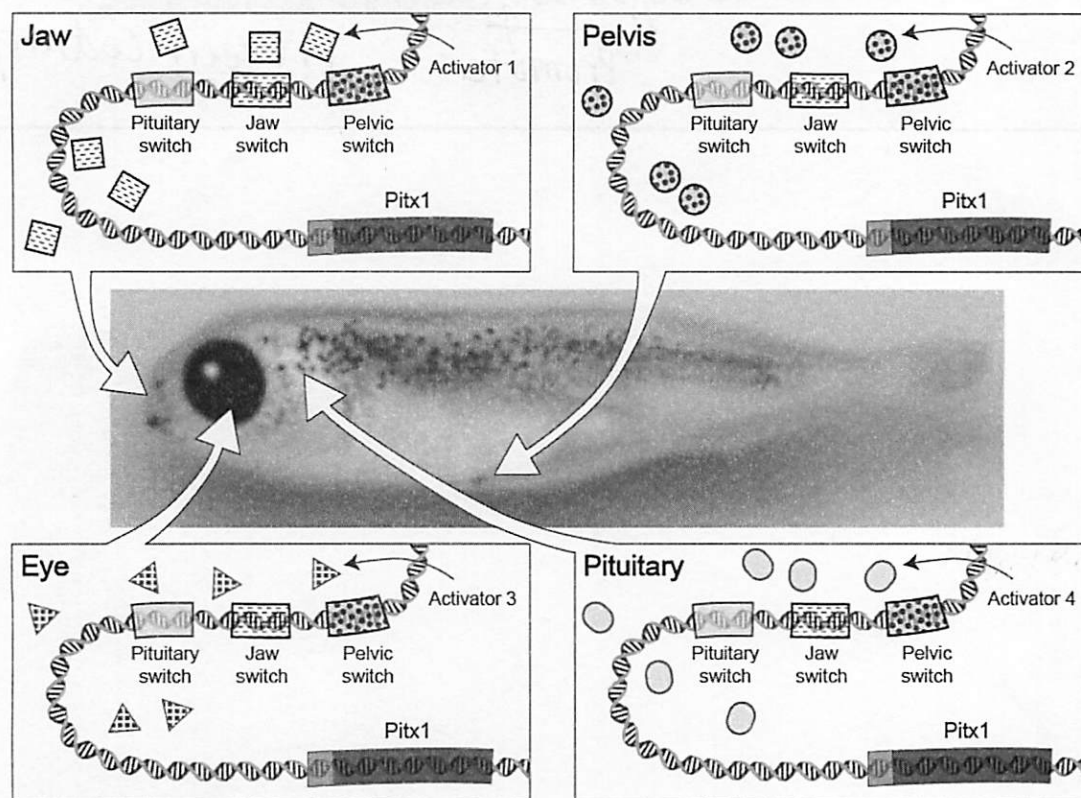 Jaw
Activator 1
Pituitary
switch
Jaw
switch
Pelvic
switch
Pitx1
Pelvis
Activator 2
Pituitary
switch
Jaw
switch
Pelvic
switch
Pitx1
Eye
Activator 3
Pituitary
switch
Jaw
switch
Pelvic
switch
Pitx1
Pituitary
Activator 4
Pituitary
switch
Jaw
switch
Pelvic
switch
Pitx1